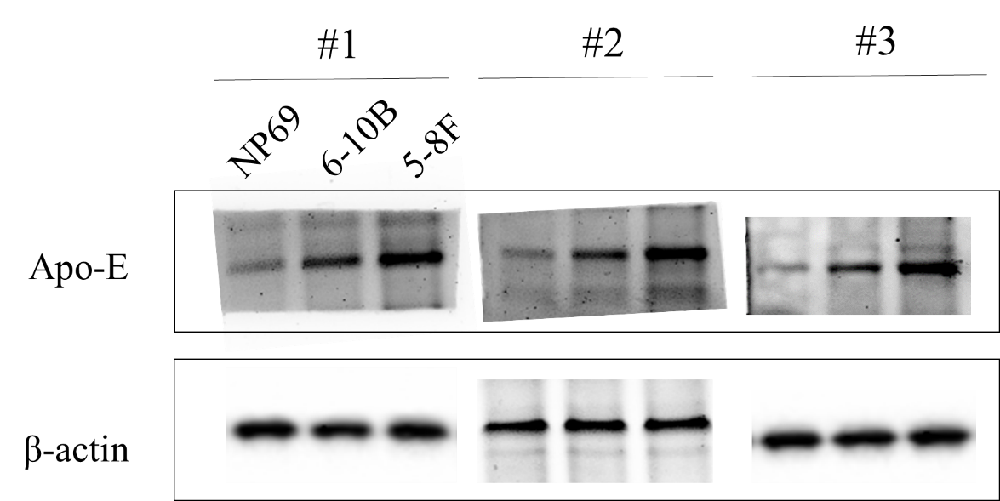 #1 #2 #3
NP69 6-10B 5-8F
Apo-E
β-actin